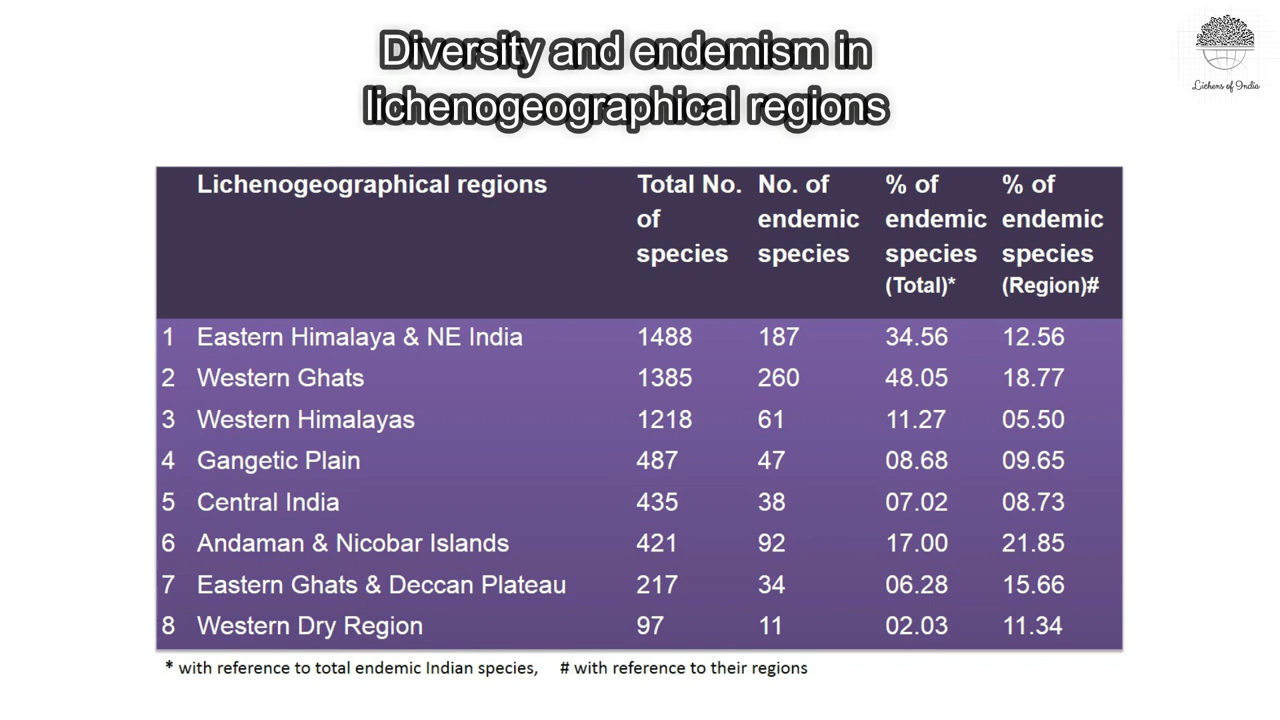 Diversity and endemism in
lichenogeographical regions
Lichens of India
Lichenogeographical regions Total No. of species No. of endemic species % of endemic species (Total)* % of endemic species (Region)#
1 Eastern Himalaya & NE India 1488 187 34.56 12.56
2 Western Ghats 1385 260 48.05 18.77
3 Western Himalayas 1218 61 11.27 05.50
4 Gangetic Plain 487 47 08.68 09.65
5 Central India 435 38 07.02 08.73
6 Andaman & Nicobar Islands 421 92 17.00 21.85
7 Eastern Ghats & Deccan Plateau 217 34 06.28 15.66
8 Western Dry Region 97 11 02.03 11.34
* with reference to total endemic Indian species, # with reference to their regions